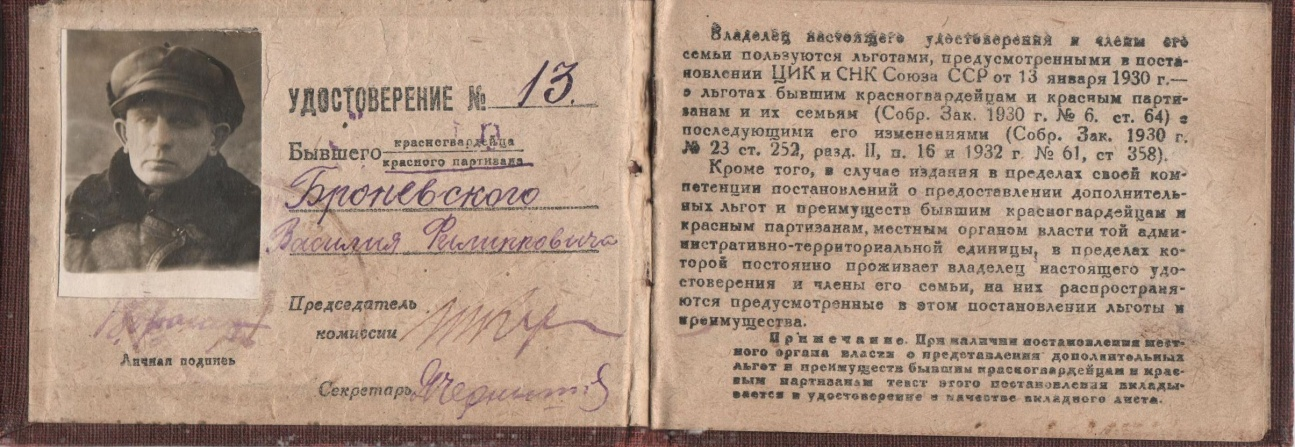 УДОСТОВЕРЕНИЕ № 13.
Бывшего красногвардейца
красного партизана
Броневского
Василия Филипповича
Председатель
комиссии
Секретарь
Личная подпись
Владелец настоящего удостоверения и члены его
семьи пользуются льготами, предусмотренными в поста-
новлении ЦИК и СНК Союза ССР от 13 января 1930 г.—
о льготах бывшим красногвардейцам и красным парти-
занам и их семьям (Собр. Зак. 1930 г. № 6. ст. 64) с
последующими его изменениями (Собр. Зак. 1930 г.
№ 23 ст. 252, разд. II, п. 16 и 1932 г. № 61, ст 358).
Кроме того, в случае издания в пределах своей ком-
петенции постановлений о предоставлении дополнитель-
ных льгот и преимуществ бывшим красногвардейцам и
красным партизанам, местным органом власти той адми-
нистративно-территориальной единицы, в пределах ко-
торой постоянно проживает владелец настоящего удо-
стоверения и члены его семьи, на них распространя-
ются предусмотренные в этом постановлении льготы и
преимущества.
Примечание. При наличии постановления мест-
ного органа власти о представления дополнительных
льгот и преимуществ бывшим красногвардейцам и крас-
ным партизанам текст этого постановления вклады-
вается в удостоверение в качестве вкладного листа.